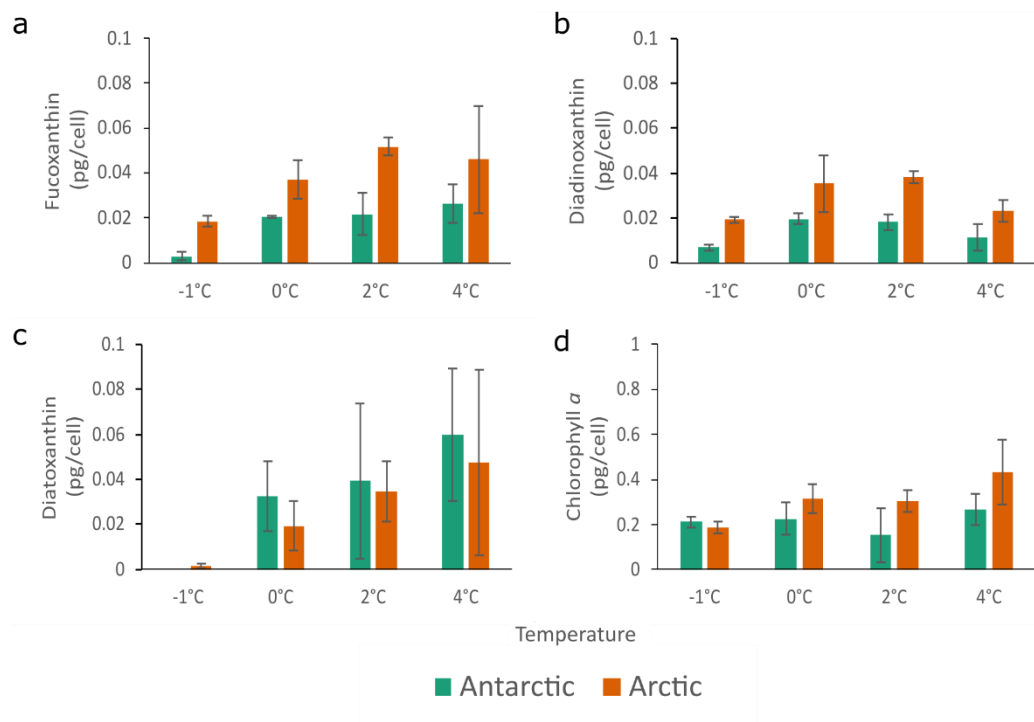 a
0.1
0.08
0.06
0.04
0.02
0
Fucoxanthin
(pg/cell)
-1°C 0°C 2°C 4°C
b
0.1
0.08
0.06
0.04
0.02
0
Diadinoxanthin
(pg/cell)
-1°C 0°C 2°C 4°C
c
0.1
0.08
0.06
0.04
0.02
0
Diatoxanthin
(pg/cell)
-1°C 0°C 2°C 4°C
d
1
0.8
0.6
0.4
0.2
0
Chlorophyll a
(pg/cell)
-1°C 0°C 2°C 4°C
Temperature
Antarctic Arctic